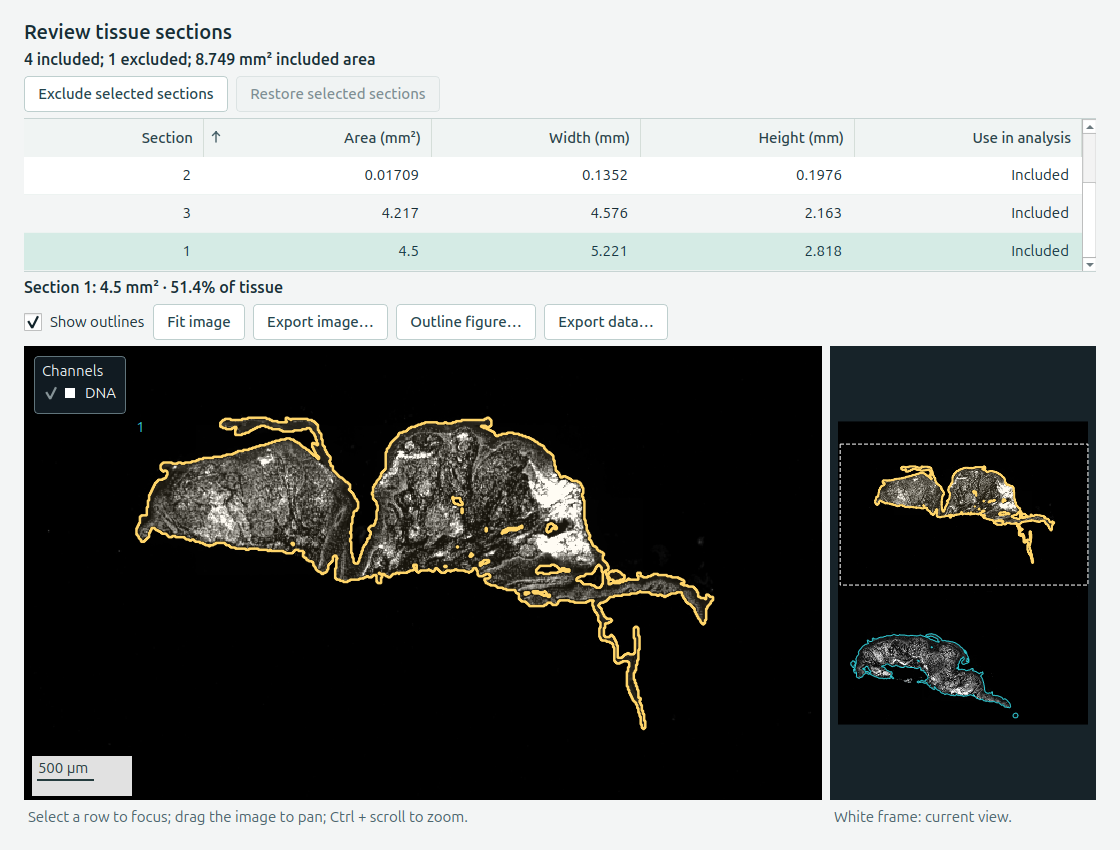 Review tissue sections
4 included; 1 excluded; 8.749 mm² included area
Exclude selected sections Restore selected sections
Section ↑ Area (mm²) Width (mm) Height (mm) Use in analysis
2 0.01709 0.1352 0.1976 Included
3 4.217 4.576 2.163 Included
1 4.5 5.221 2.818 Included
Section 1: 4.5 mm² · 51.4% of tissue
Show outlines Fit image Export image... Outline figure... Export data...
Channels
DNA
1
500 µm
Select a row to focus; drag the image to pan; Ctrl + scroll to zoom. White frame: current view.